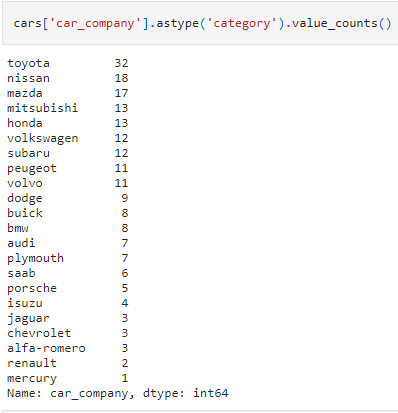 cars['car_company'].astype('category').value_counts()
toyota 32
nissan 18
mazda 17
mitsubishi 13
honda 13
volkswagen 12
subaru 12
peugeot 11
volvo 11
dodge 9
buick 8
bmw 8
audi 7
plymouth 7
saab 6
porsche 5
isuzu 4
jaguar 3
chevrolet 3
alfa-romero 3
renault 2
mercury 1
Name: car_company, dtype: int64